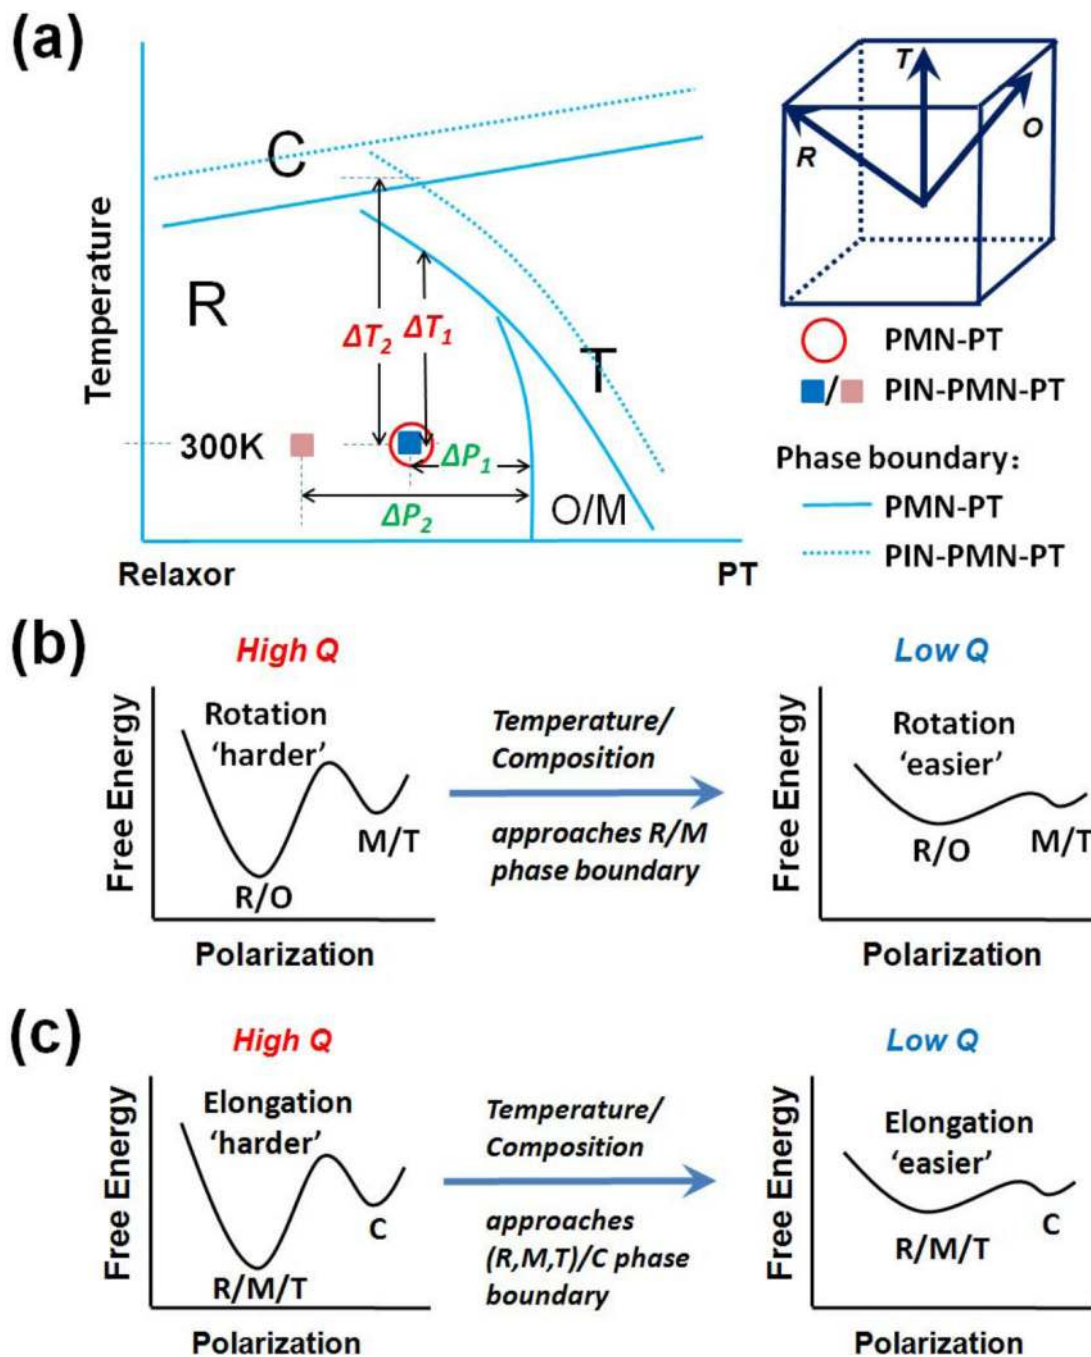 (a)
Temperature
C
R
T
O/M
ΔT2
ΔT1
300K
ΔP1
ΔP2
Relaxor
PT
T
R
O
PMN-PT
/
PIN-PMN-PT
Phase boundary:
PMN-PT
PIN-PMN-PT
(b)
High Q
Free Energy
Rotation
'harder'
M/T
R/O
Polarization
Temperature/
Composition
approaches R/M
phase boundary
Low Q
Free Energy
Rotation
'easier'
R/O
M/T
Polarization
(c)
High Q
Free Energy
Elongation
'harder'
C
R/M/T
Polarization
Temperature/
Composition
approaches
(R,M,T)/C phase
boundary
Low Q
Free Energy
Elongation
'easier'
C
R/M/T
Polarization